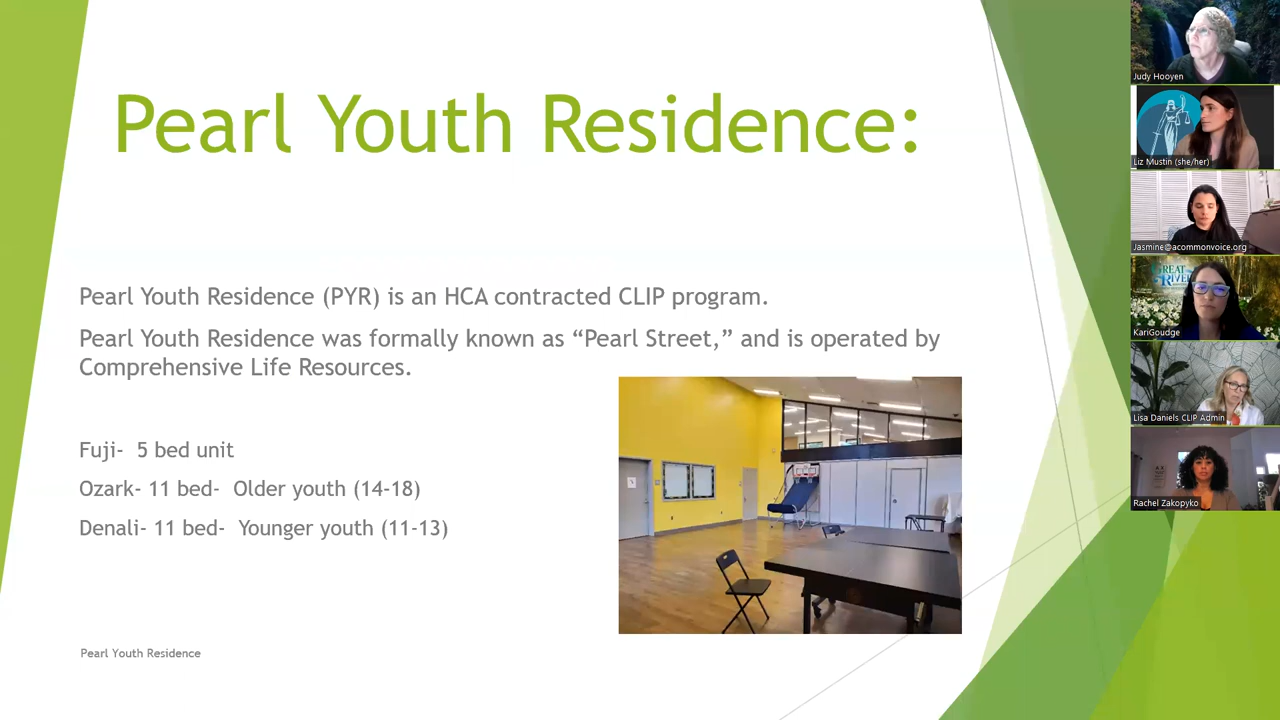 Pearl Youth Residence:
Pearl Youth Residence (PYR) is an HCA contracted CLIP program.
Pearl Youth Residence was formally known as “Pearl Street,” and is operated by
Comprehensive Life Resources.
Fuji-  5 bed unit
Ozark- 11 bed-  Older youth (14-18)
Denali- 11 bed-  Younger youth (11-13)
Pearl Youth Residence
Judy Hooyen
Liz Mustin (she/her)
Jasmine@acommonvoice.org
GREAT
RIVER
KariGoudge
Lisa Daniels CLIP Admin
Rachel Zakopyko